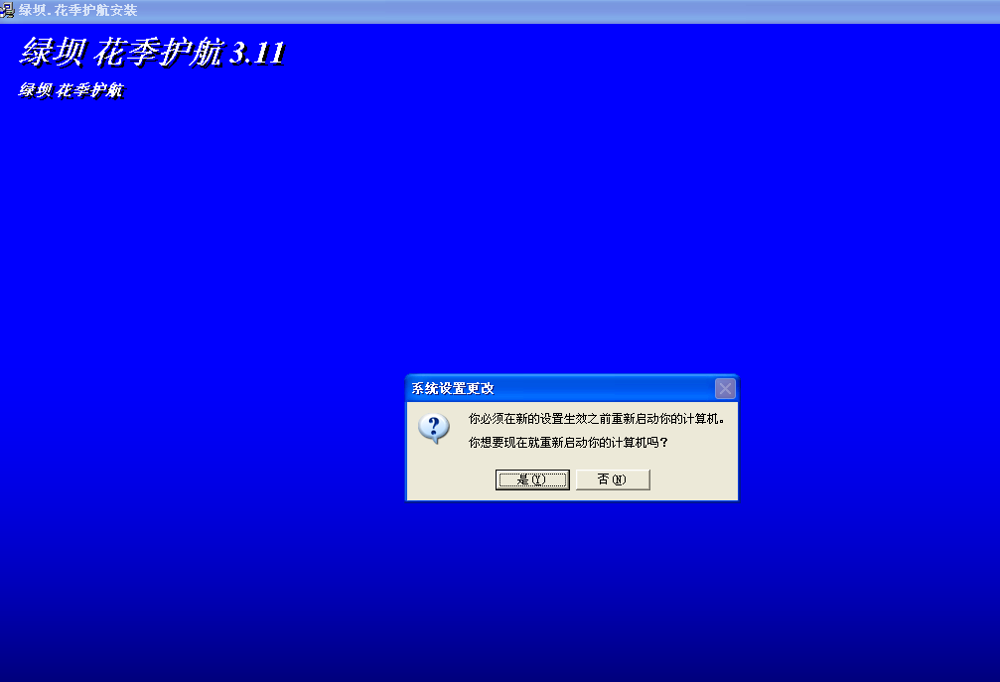 绿坝.花季护航安装
绿坝 花季护航 3.11
绿坝 花季护航
系统设置更改
你必须在新的设置生效之前重新启动你的计算机。
你想要现在就重新启动你的计算机吗?
是(Y)
否(N)